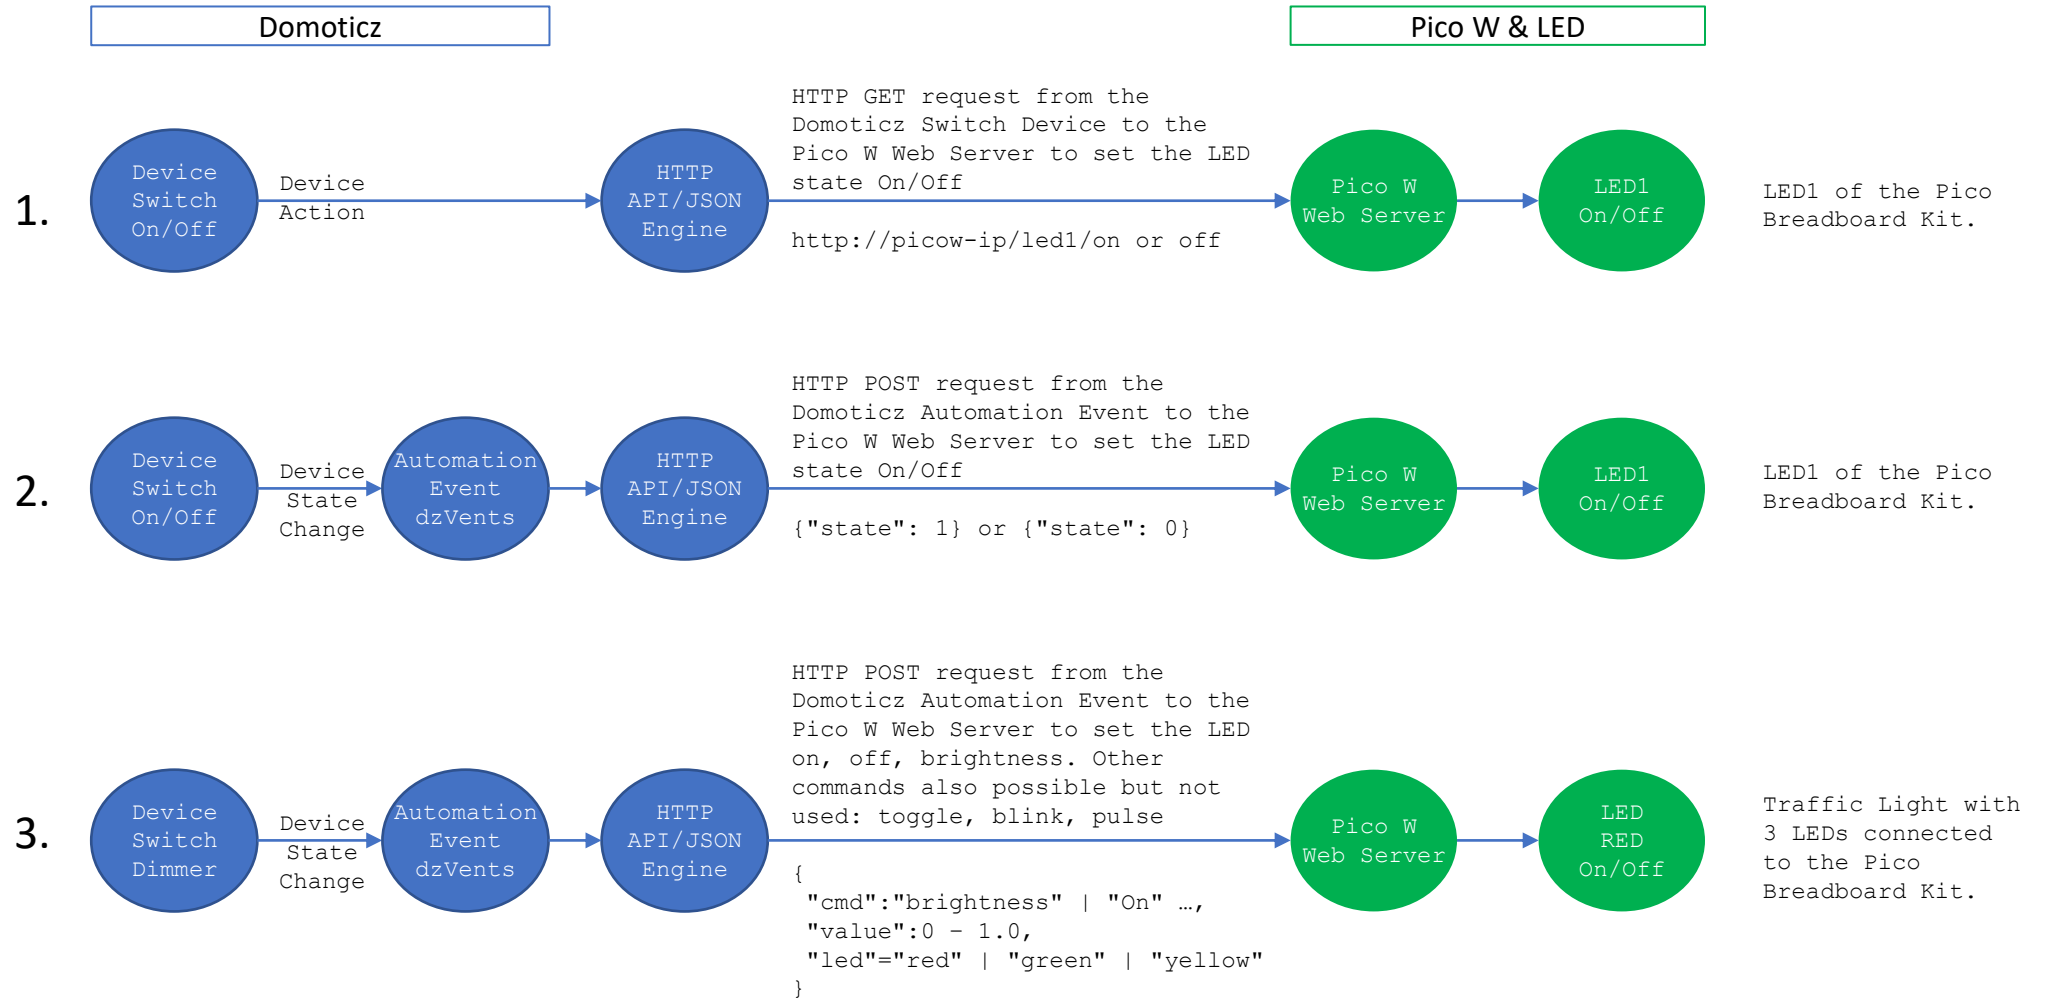 Domoticz
Pico W & LED
1.
Device
Switch
On/Off
Device
Action
HTTP
API/JSON
Engine
HTTP GET request from the
Domoticz Switch Device to the
Pico W Web Server to set the LED
state On/Off
http://picow-ip/led1/on or off
Pico W
Web Server
LED1
On/Off
LED1 of the Pico
Breadboard Kit.
2.
Device
Switch
On/Off
Device
State
Change
Automation
Event
dzVents
HTTP
API/JSON
Engine
HTTP POST request from the
Domoticz Automation Event to the
Pico W Web Server to set the LED
state On/Off
{"state": 1} or {"state": 0}
Pico W
Web Server
LED1
On/Off
LED1 of the Pico
Breadboard Kit.
3.
Device
Switch
Dimmer
Device
State
Change
Automation
Event
dzVents
HTTP
API/JSON
Engine
HTTP POST request from the
Domoticz Automation Event to the
Pico W Web Server to set the LED
on, off, brightness. Other
commands also possible but not
used: toggle, blink, pulse
{
"cmd":"brightness" | "On" …,
"value":0 – 1.0,
"led"="red" | "green" | "yellow"
}
Pico W
Web Server
LED
RED
On/Off
Traffic Light with
3 LEDs connected
to the Pico
Breadboard Kit.